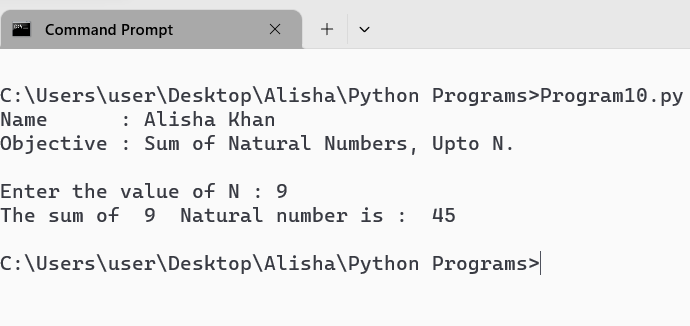 Command Prompt
C:\Users\user\Desktop\Alisha\Python Programs>Program10.py
Name      : Alisha Khan
Objective : Sum of Natural Numbers, Upto N.
Enter the value of N : 9
The sum of  9  Natural number is :  45
C:\Users\user\Desktop\Alisha\Python Programs>